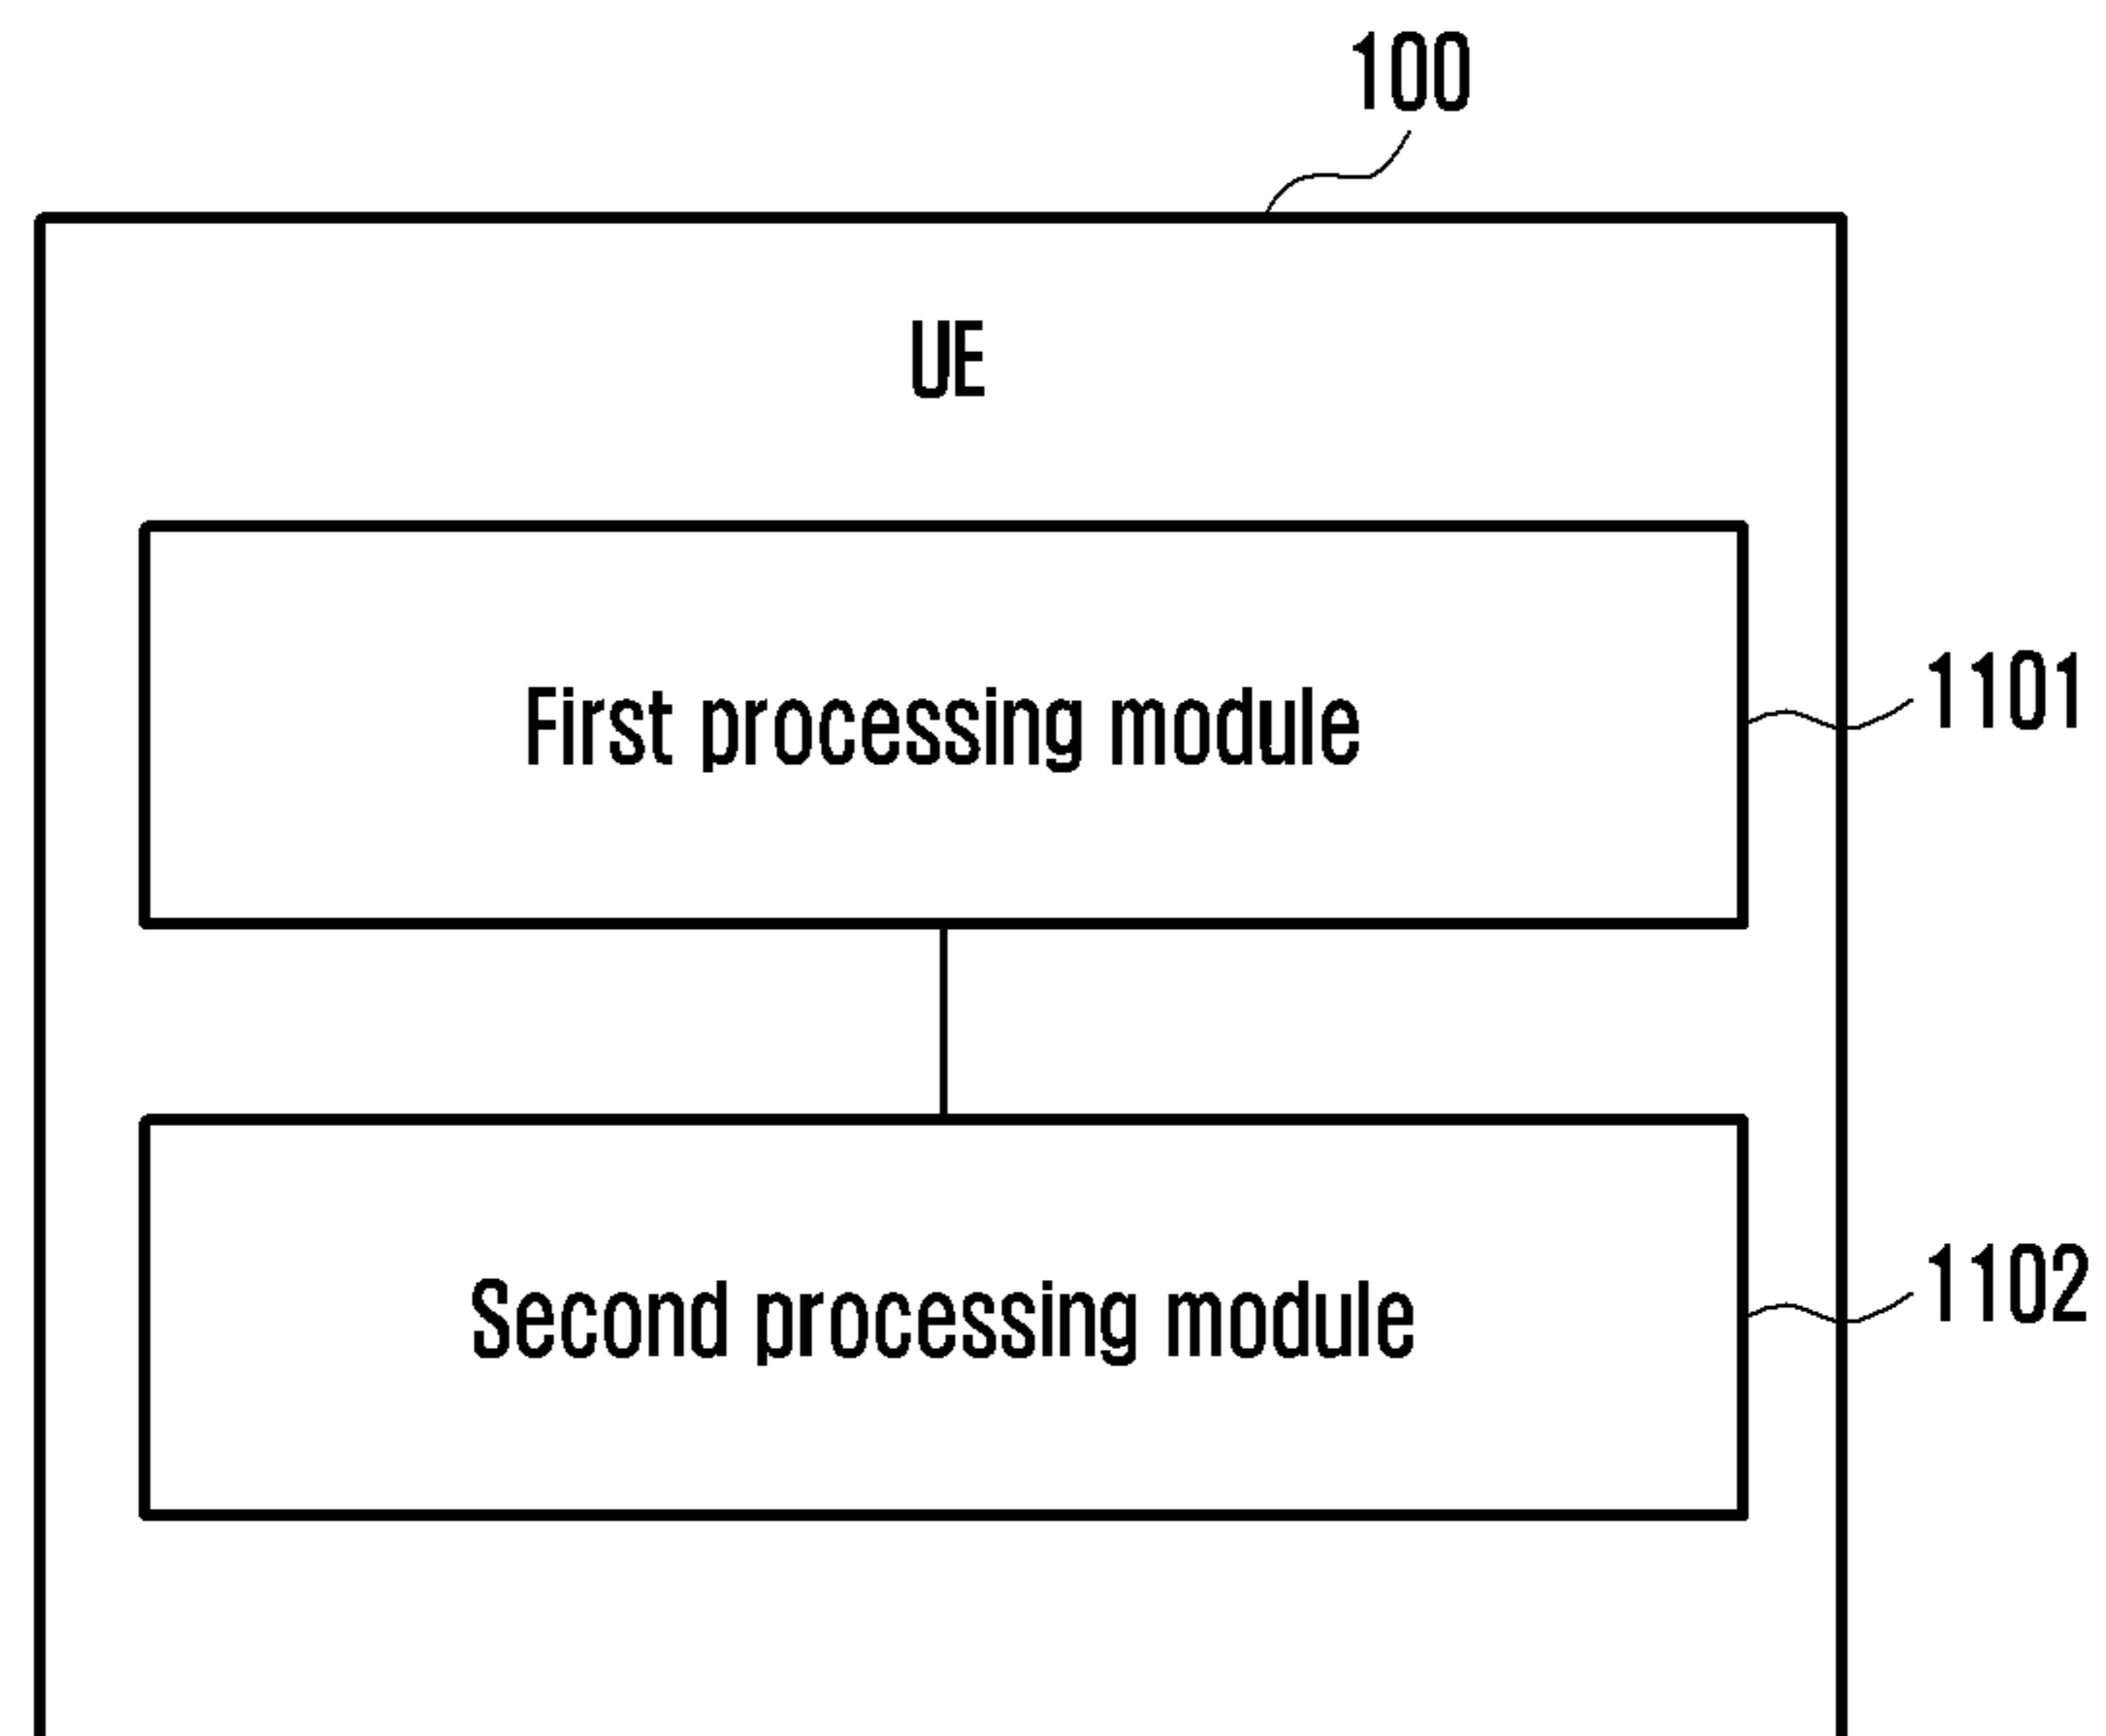 100
UE
First processing module
1101
Second processing module
1102